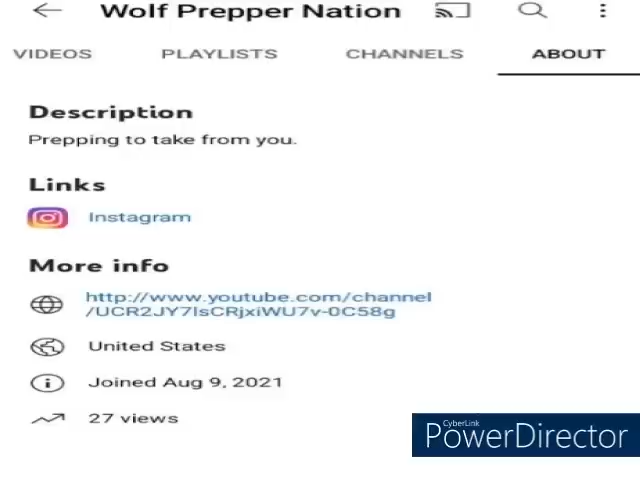 Wolf Prepper Nation
VIDEOS PLAYLISTS CHANNELS ABOUT
Description
Prepping to take from you.
Links
Instagram
More info
http://www.youtube.com/channel
/UCR2JY7lsCRjxiWU7v-0C58g
United States
Joined Aug 9, 2021
27 views
CyberLink
PowerDirector